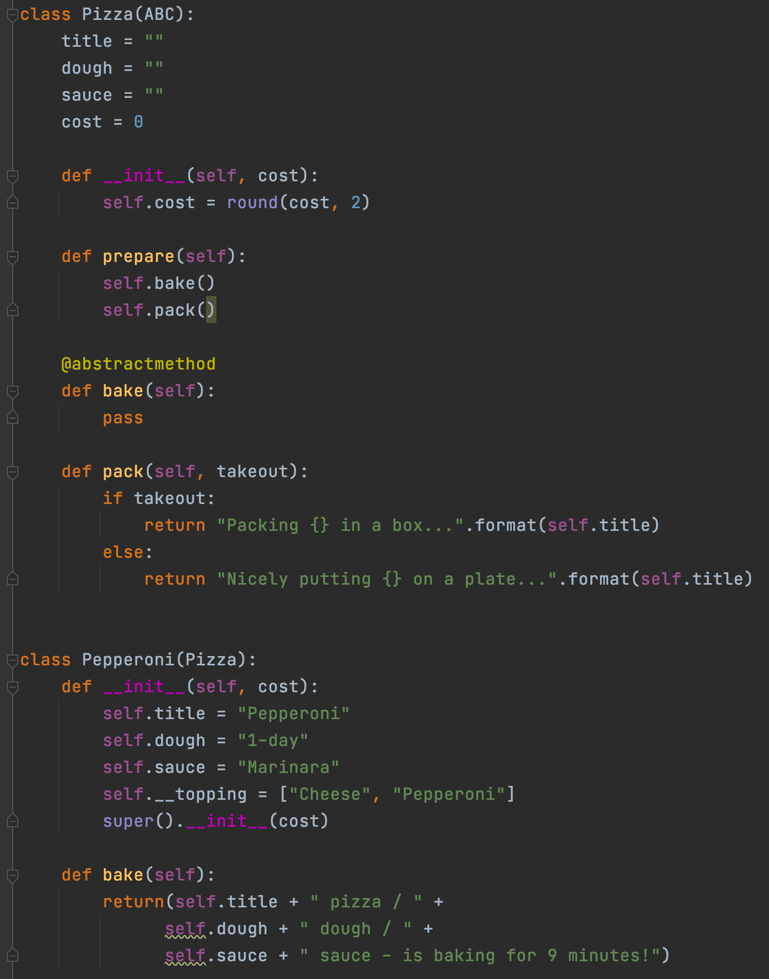 class Pizza(ABC):
    title = ""
    dough = ""
    sauce = ""
    cost = 0

    def __init__(self, cost):
        self.cost = round(cost, 2)

    def prepare(self):
        self.bake()
        self.pack()

    @abstractmethod
    def bake(self):
        pass

    def pack(self, takeout):
        if takeout:
            return "Packing {} in a box...".format(self.title)
        else:
            return "Nicely putting {} on a plate...".format(self.title)


class Pepperoni(Pizza):
    def __init__(self, cost):
        self.title = "Pepperoni"
        self.dough = "1-day"
        self.sauce = "Marinara"
        self.__topping = ["Cheese", "Pepperoni"]
        super().__init__(cost)

    def bake(self):
        return(self.title + " pizza / " +
              self.dough + " dough / " +
              self.sauce + " sauce - is baking for 9 minutes!")